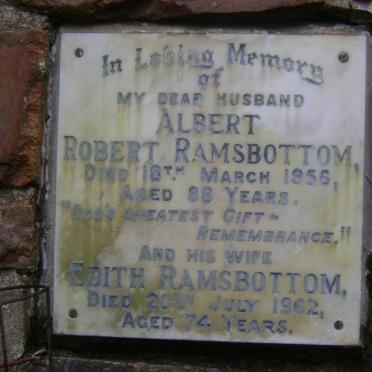 In Loving Memory
of
MY DEAR HUSBAND
ALBERT
ROBERT RAMSBOTTOM,
DIED 18TH MARCH 1956,
AGED 88 YEARS.
"GOD'S GREATEST GIFT -
REMEMBRANCE."
AND HIS WIFE
EDITH RAMSBOTTOM,
DIED 20TH JULY 1962,
AGED 74 YEARS.